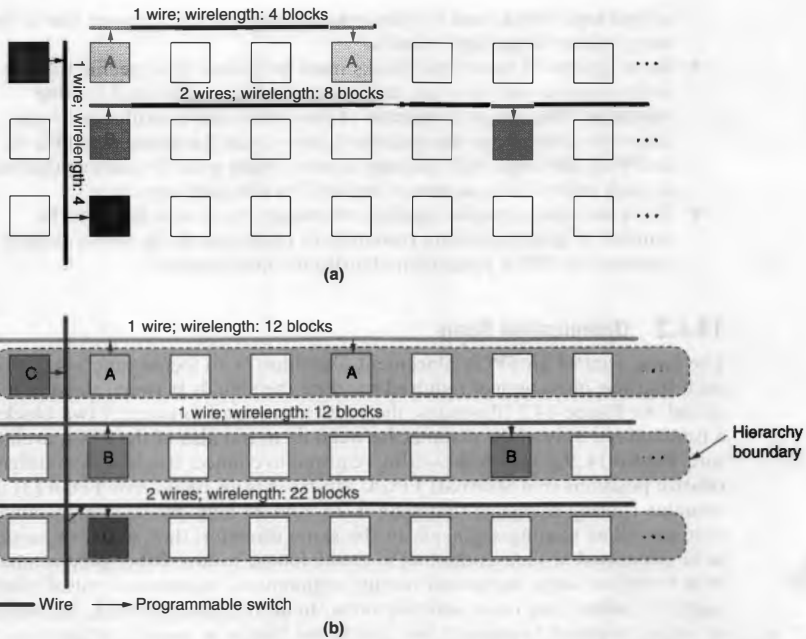 1 wire; wirelength: 4 blocks
A
A
...
1 wire; wirelength: 4
2 wires; wirelength: 8 blocks
...
...
(a)
1 wire; wirelength: 12 blocks
C
A
A
...
1 wire; wirelength: 12 blocks
B
B
...
Hierarchy
boundary
2 wires; wirelength: 22 blocks
...
Wire
Programmable switch
(b)